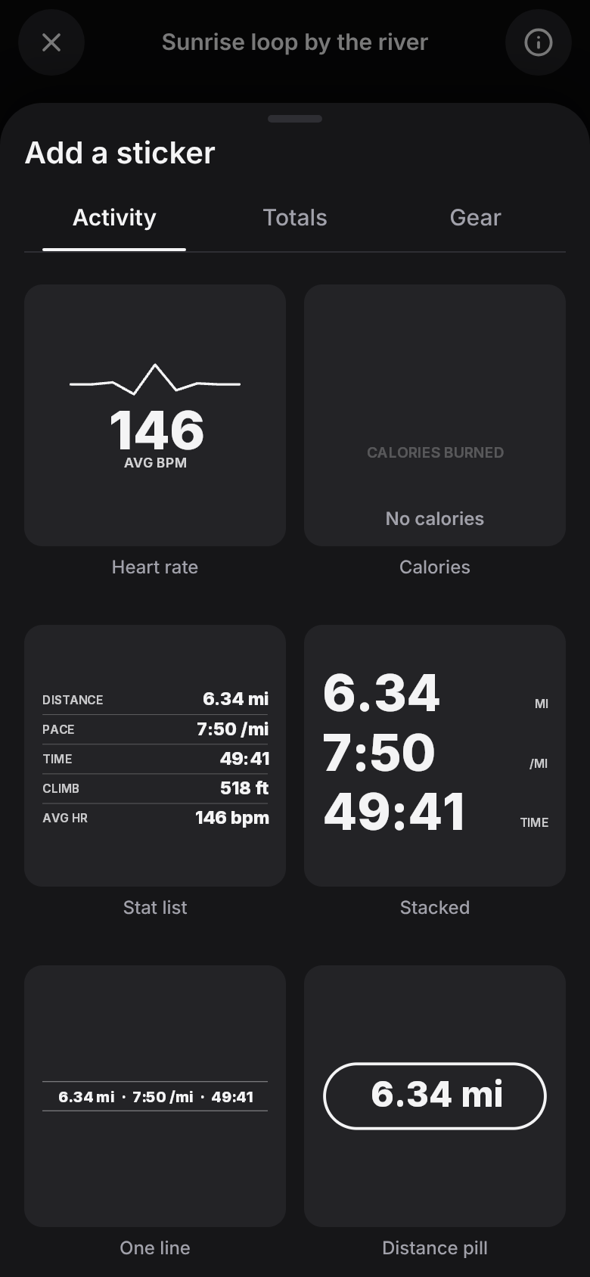 Sunrise loop by the river
Add a sticker
Activity Totals Gear
146
AVG BPM
Heart rate
CALORIES BURNED
No calories
Calories
DISTANCE 6.34 mi
PACE 7:50 /mi
TIME 49:41
CLIMB 518 ft
AVG HR 146 bpm
Stat list
6.34 MI
7:50 /MI
49:41 TIME
Stacked
6.34 mi · 7:50 /mi · 49:41
One line
6.34 mi
Distance pill